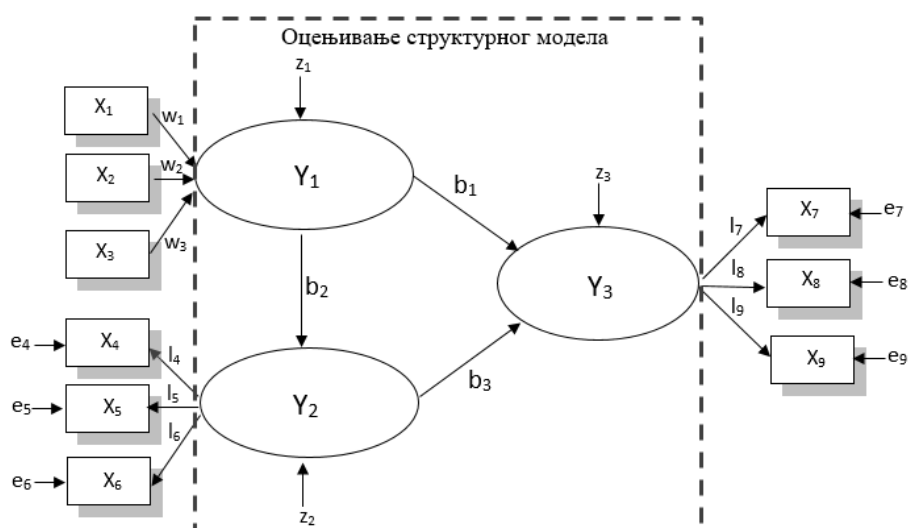 Оцењивање структурног модела
z₁
X₁
w₁
X₂
w₂
Y₁
X₃
w₃
b₁
z₃
X₇
e₇
l₇
b₂
Y₃
l₈
X₈
e₈
l₉
X₉
e₉
e₄
X₄
l₄
b₃
e₅
X₅
l₅
Y₂
l₆
e₆
X₆
z₂